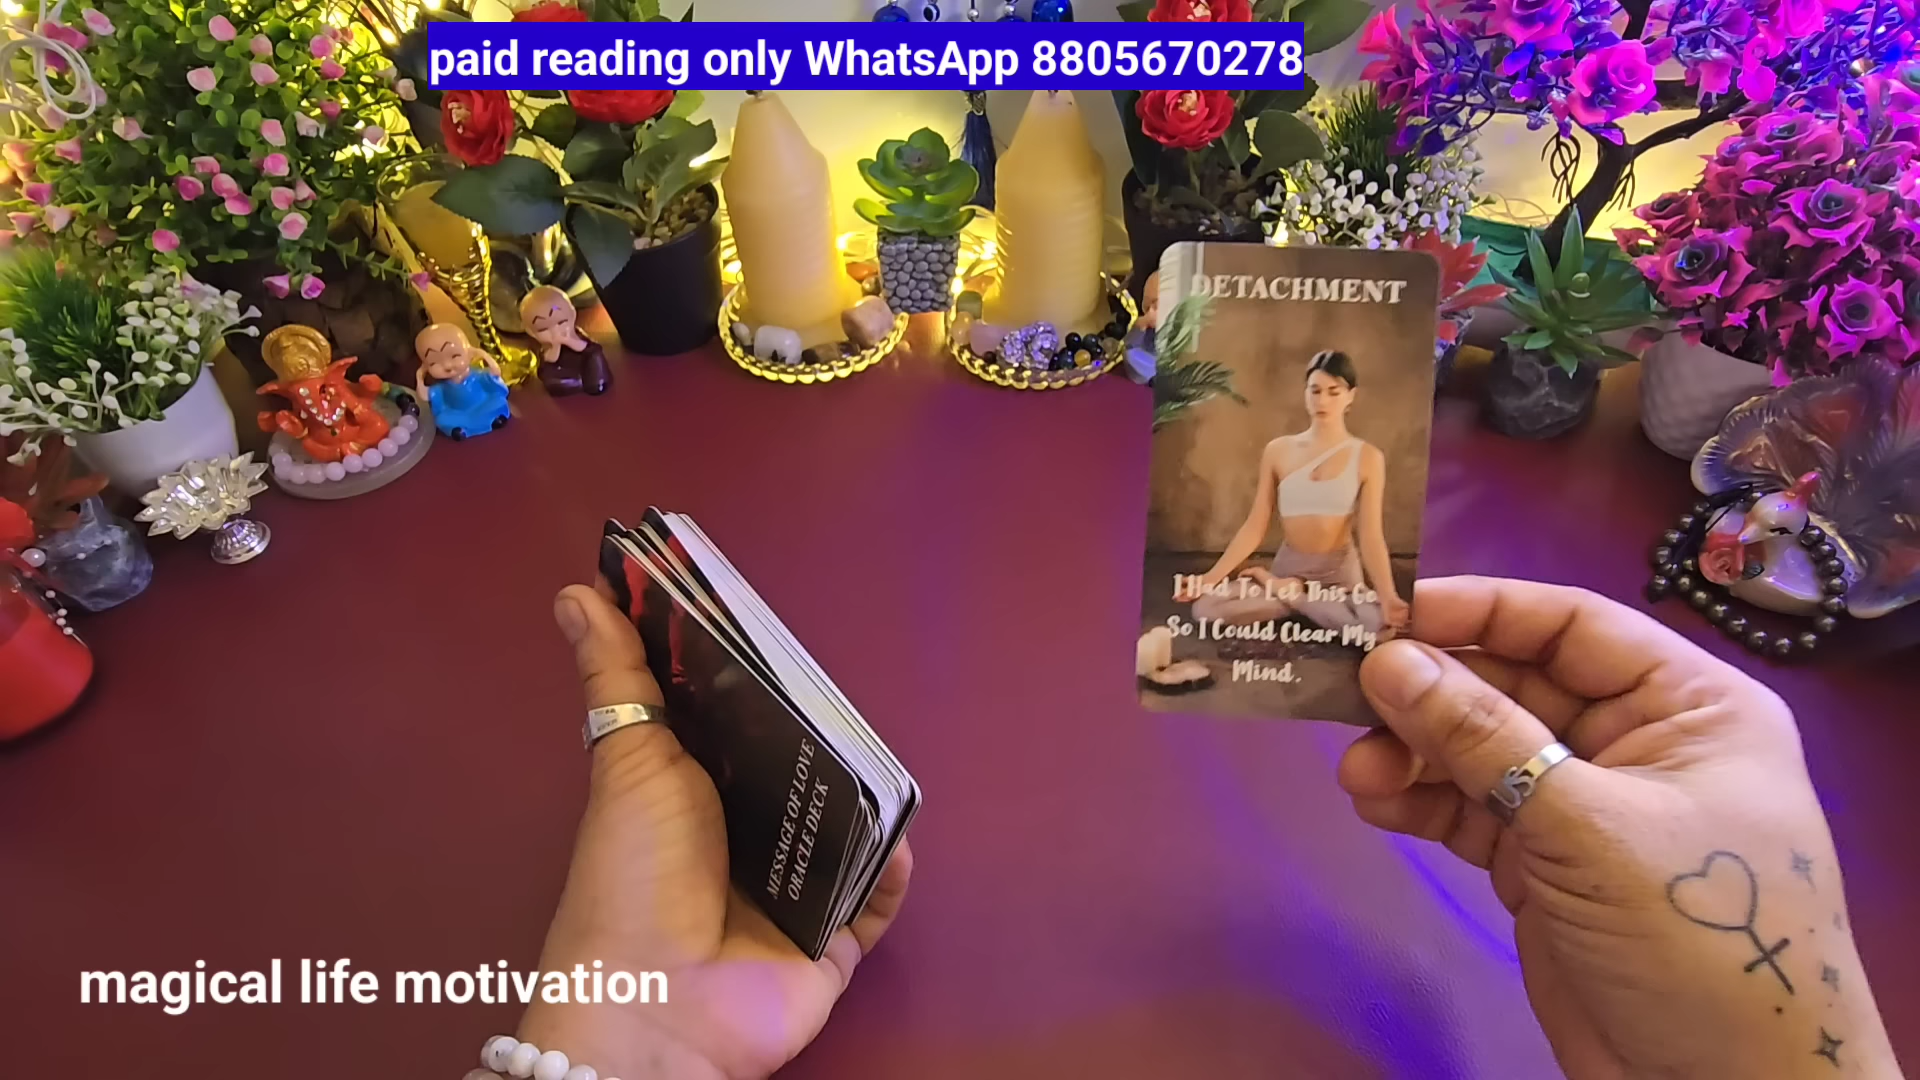 paid reading only WhatsApp 8805670278
DETACHMENT
I Had To Let This Go
So I Could Clear My
Mind.
MESSAGE OF LOVE
ORACLE DECK
US
magical life motivation